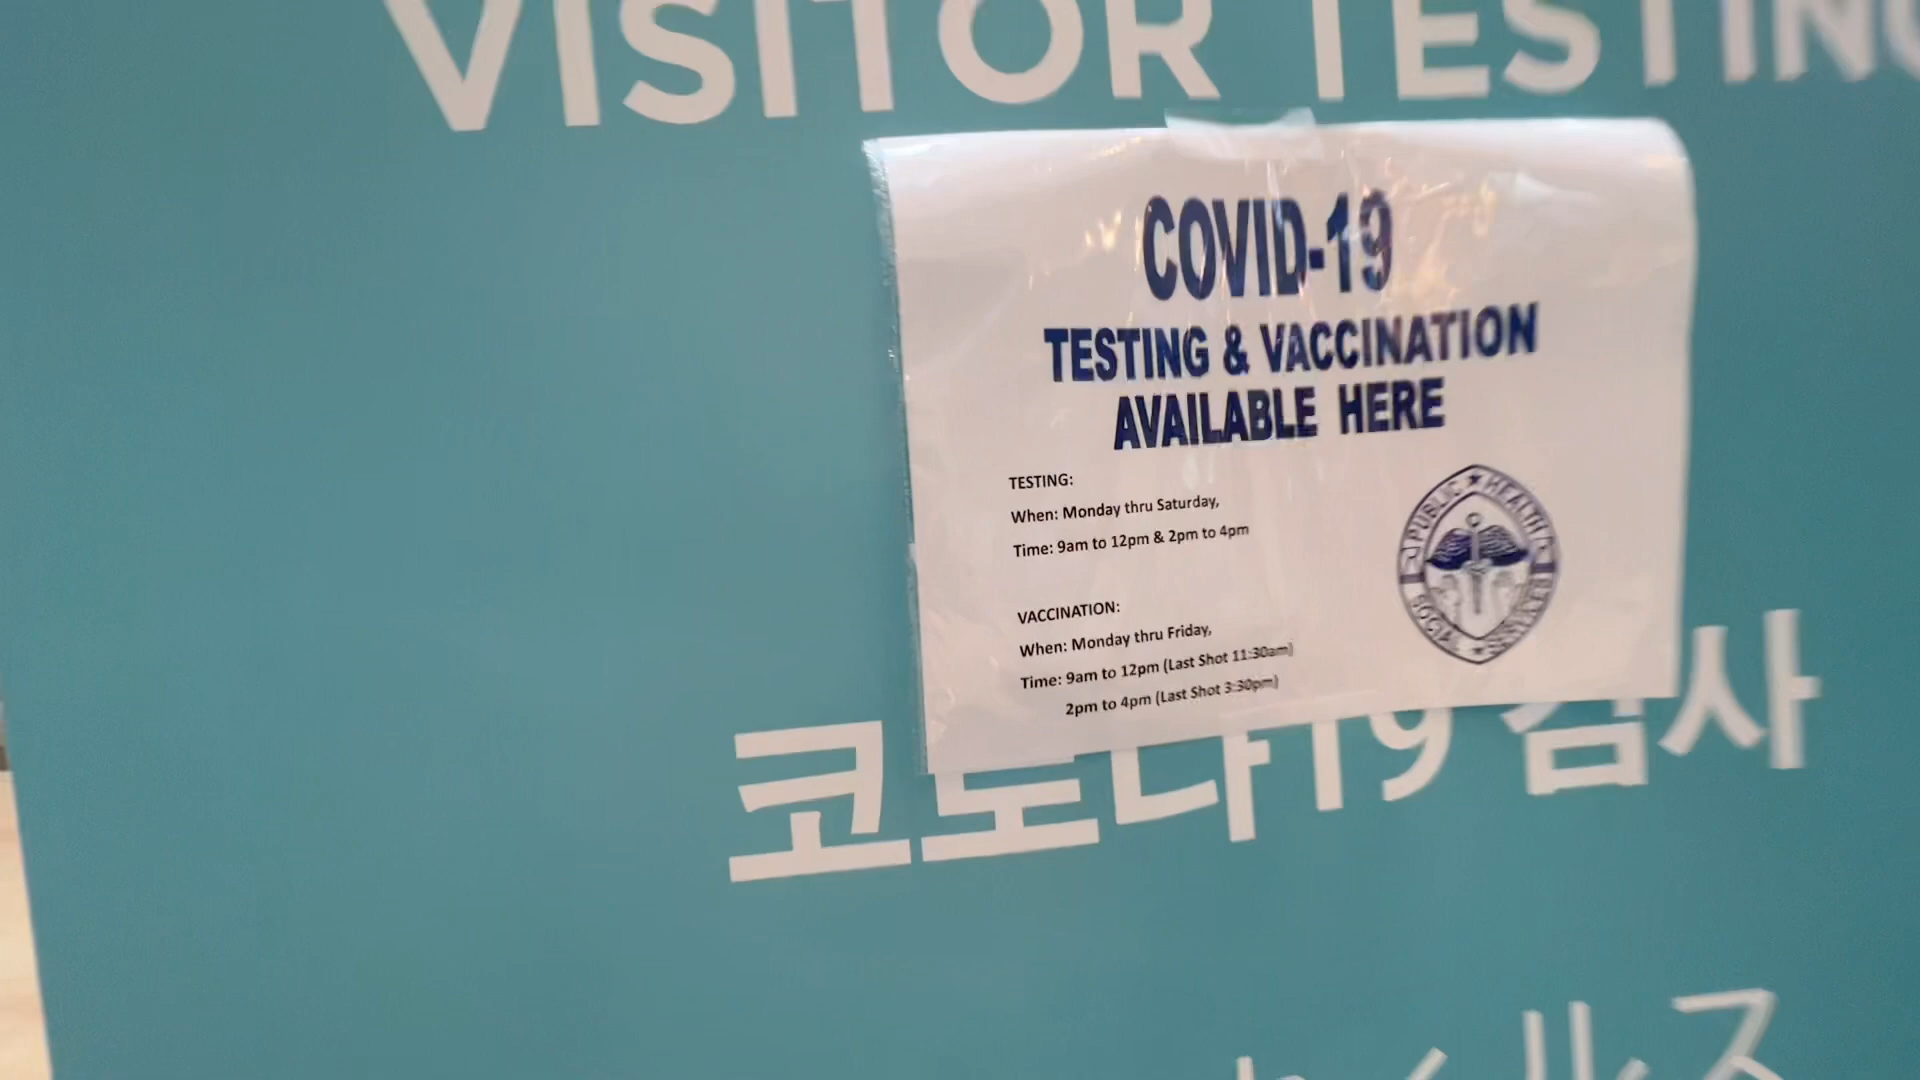 VISITOR TESTING
COVID-19
TESTING & VACCINATION
AVAILABLE HERE
TESTING:
When: Monday thru Saturday,
Time: 9am to 12pm & 2pm to 4pm
VACCINATION:
When: Monday thru Friday,
Time: 9am to 12pm (Last Shot 11:30am)
2pm to 4pm (Last Shot 3:30pm)
PUBLIC ★ HEALTH
SOCIAL ★ SERVICES
코로나19 검사